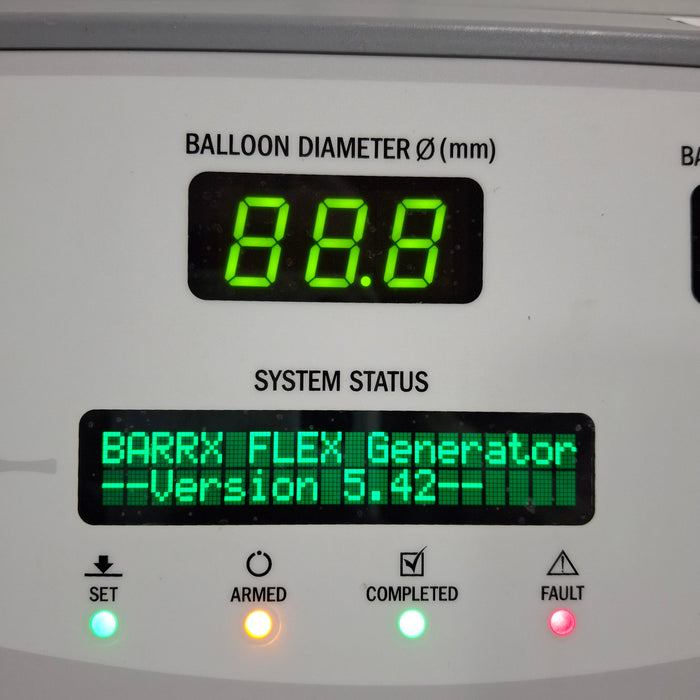 BALLOON DIAMETER Ø (mm)
88.8
SYSTEM STATUS
BARRX FLEX Generator
--Version 5.42--
SET ARMED COMPLETED FAULT